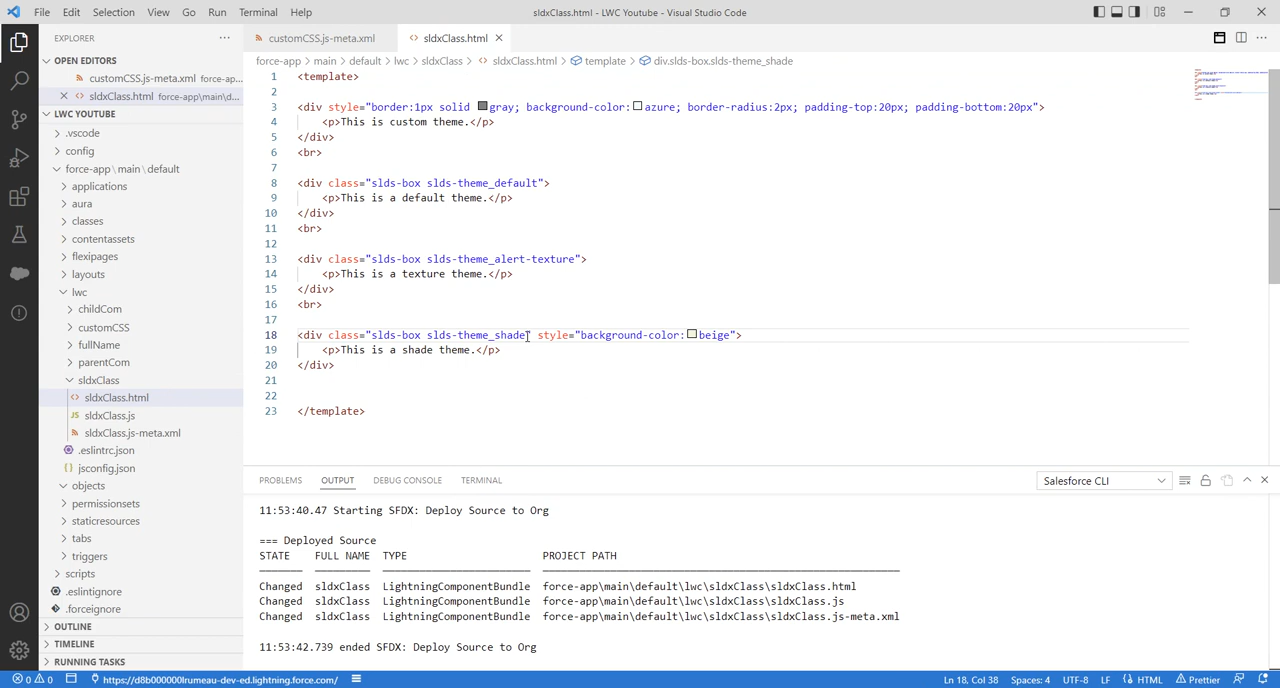 File Edit Selection View Go Run Terminal Help
sldxClass.html - LWC Youtube - Visual Studio Code
EXPLORER
OPEN EDITORS
customCSS.js-meta.xml force-ap...
sldxClass.html force-app\main\d...
LWC YOUTUBE
.vscode
config
force-app\main\default
applications
aura
classes
contentassets
flexipages
layouts
lwc
childCom
customCSS
fullName
parentCom
sldxClass
sldxClass.html
JS sldxClass.js
sldxClass.js-meta.xml
.eslintrc.json
jsconfig.json
objects
permissionsets
staticresources
tabs
triggers
scripts
.eslintignore
.forceignore
OUTLINE
TIMELINE
RUNNING TASKS
customCSS.js-meta.xml
sldxClass.html
force-app > main > default > lwc > sldxClass > sldxClass.html > template > div.slds-box.slds-theme_shade
1 <template>
2
3 <div style="border:1px solid gray; background-color: azure; border-radius:2px; padding-top:20px; padding-bottom:20px">
4 <p>This is custom theme.</p>
5 </div>
6 <br>
7
8 <div class="slds-box slds-theme_default">
9 <p>This is a default theme.</p>
10 </div>
11 <br>
12
13 <div class="slds-box slds-theme_alert-texture">
14 <p>This is a texture theme.</p>
15 </div>
16 <br>
17
18 <div class="slds-box slds-theme_shade" style="background-color: beige">
19 <p>This is a shade theme.</p>
20 </div>
21
22
23 </template>
PROBLEMS OUTPUT DEBUG CONSOLE TERMINAL
Salesforce CLI
11:53:40.47 Starting SFDX: Deploy Source to Org
=== Deployed Source
STATE FULL NAME TYPE PROJECT PATH
Changed sldxClass LightningComponentBundle force-app\main\default\lwc\sldxClass\sldxClass.html
Changed sldxClass LightningComponentBundle force-app\main\default\lwc\sldxClass\sldxClass.js
Changed sldxClass LightningComponentBundle force-app\main\default\lwc\sldxClass\sldxClass.js-meta.xml
11:53:42.739 ended SFDX: Deploy Source to Org
0 0 https://d8b000000lrumeau-dev-ed.lightning.force.com/
Ln 18, Col 38 Spaces: 4 UTF-8 LF HTML Prettier